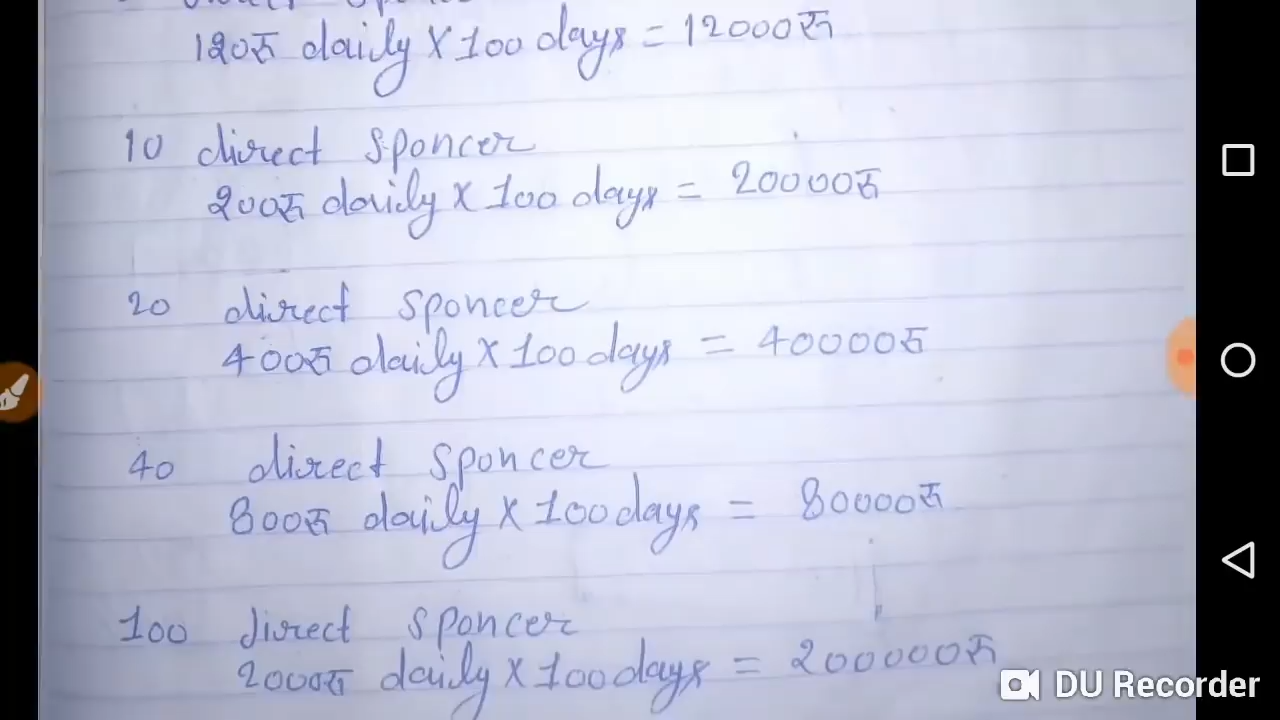 120रु daily X 100 days = 12000रु
10 direct sponcer
200रु daily X 100 days = 20000रु
20 direct sponcer
400रु daily X 100 days = 40000रु
40 direct sponcer
800रु daily X 100 days = 80000रु
100 direct sponcer
2000रु daily X 100 days = 200000रु
DU Recorder